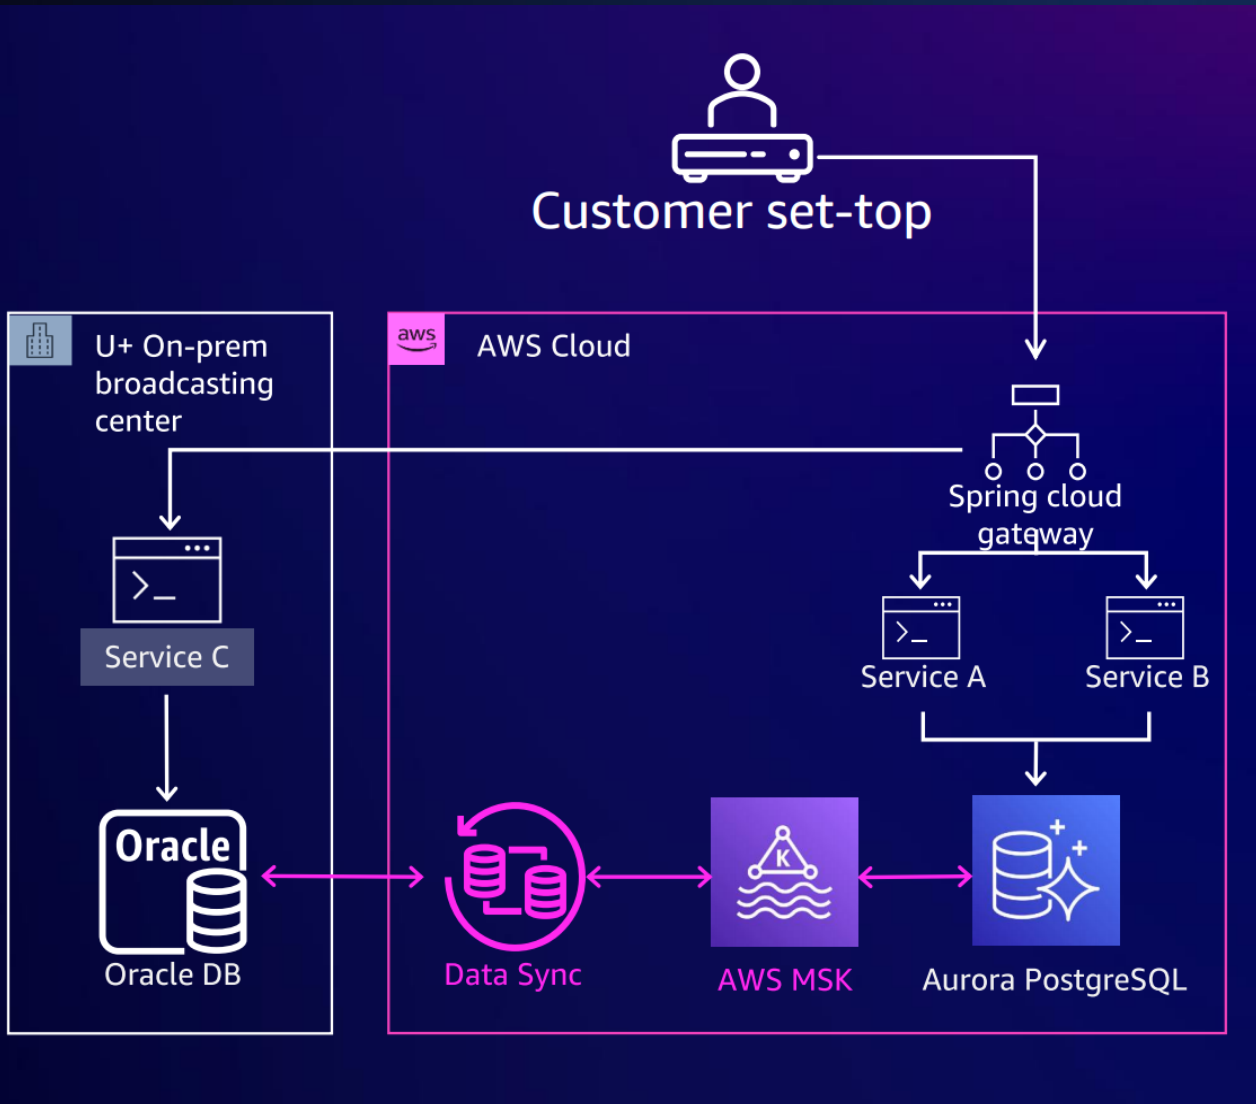 Customer set-top
U+ On-prem
broadcasting
center
aws
AWS Cloud
Spring cloud
gateway
>_
Service C
>_
Service A
>_
Service B
Oracle
Oracle DB
Data Sync
K
AWS MSK
Aurora PostgreSQL